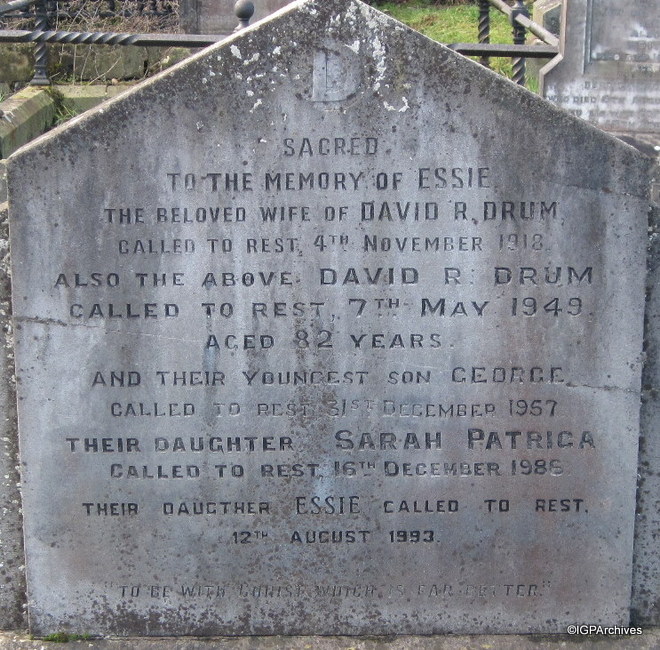 D
SACRED
TO THE MEMORY OF ESSIE
THE BELOVED WIFE OF DAVID R. DRUM
CALLED TO REST 4TH NOVEMBER 1918
ALSO THE ABOVE DAVID R. DRUM
CALLED TO REST, 7TH MAY 1949.
AGED 82 YEARS.
AND THEIR YOUNGEST SON GEORGE
CALLED TO REST 31ST DECEMBER 1957
THEIR DAUGHTER SARAH PATRICA
CALLED TO REST 16TH DECEMBER 1986
THEIR DAUGTHER ESSIE CALLED TO REST.
12TH AUGUST 1993.
"TO BE WITH CHRIST WHICH IS FAR BETTER."
©IGPArchives